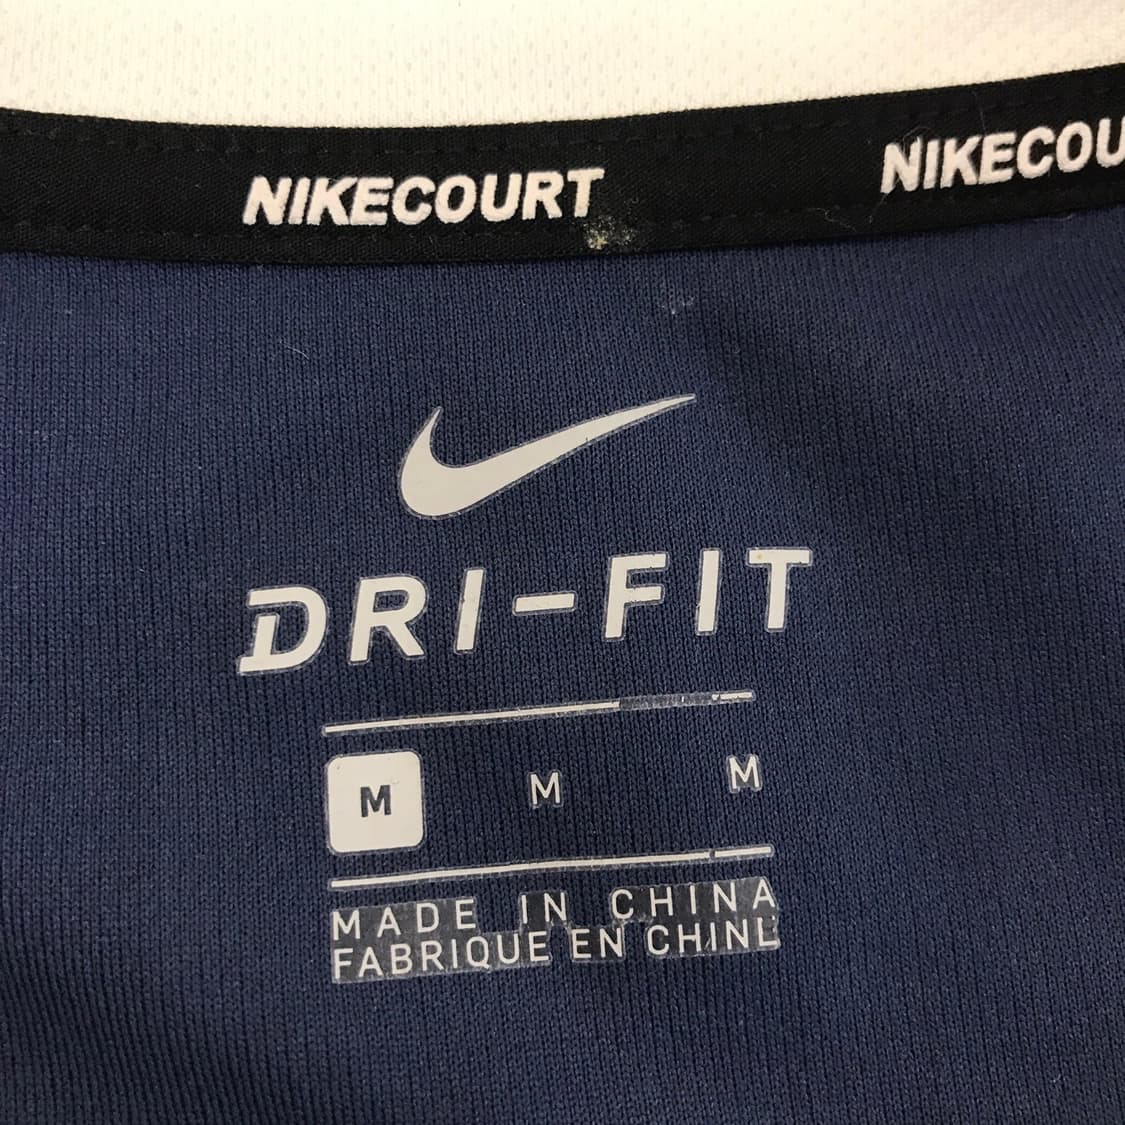 NIKECOURT NIKECOU
DRI-FIT
M M M
MADE IN CHINA
FABRIQUE EN CHINE